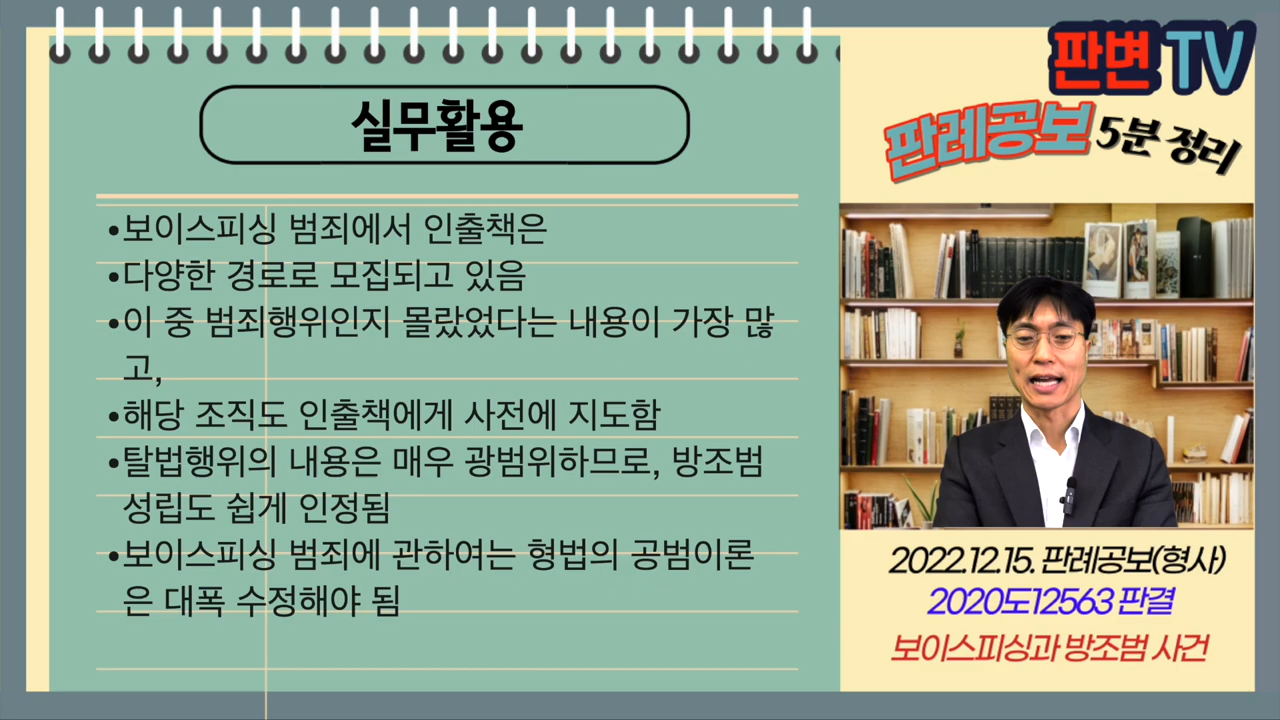 실무활용
•보이스피싱 범죄에서 인출책은
•다양한 경로로 모집되고 있음
•이 중 범죄행위인지 몰랐었다는 내용이 가장 많
고,
•해당 조직도 인출책에게 사전에 지도함
•탈법행위의 내용은 매우 광범위하므로, 방조범
성립도 쉽게 인정됨
•보이스피싱 범죄에 관하여는 형법의 공범이론
은 대폭 수정해야 됨
판변 TV
판례공보 5분 정리
2022.12.15. 판례공보(형사)
2020도12563 판결
보이스피싱과 방조범 사건